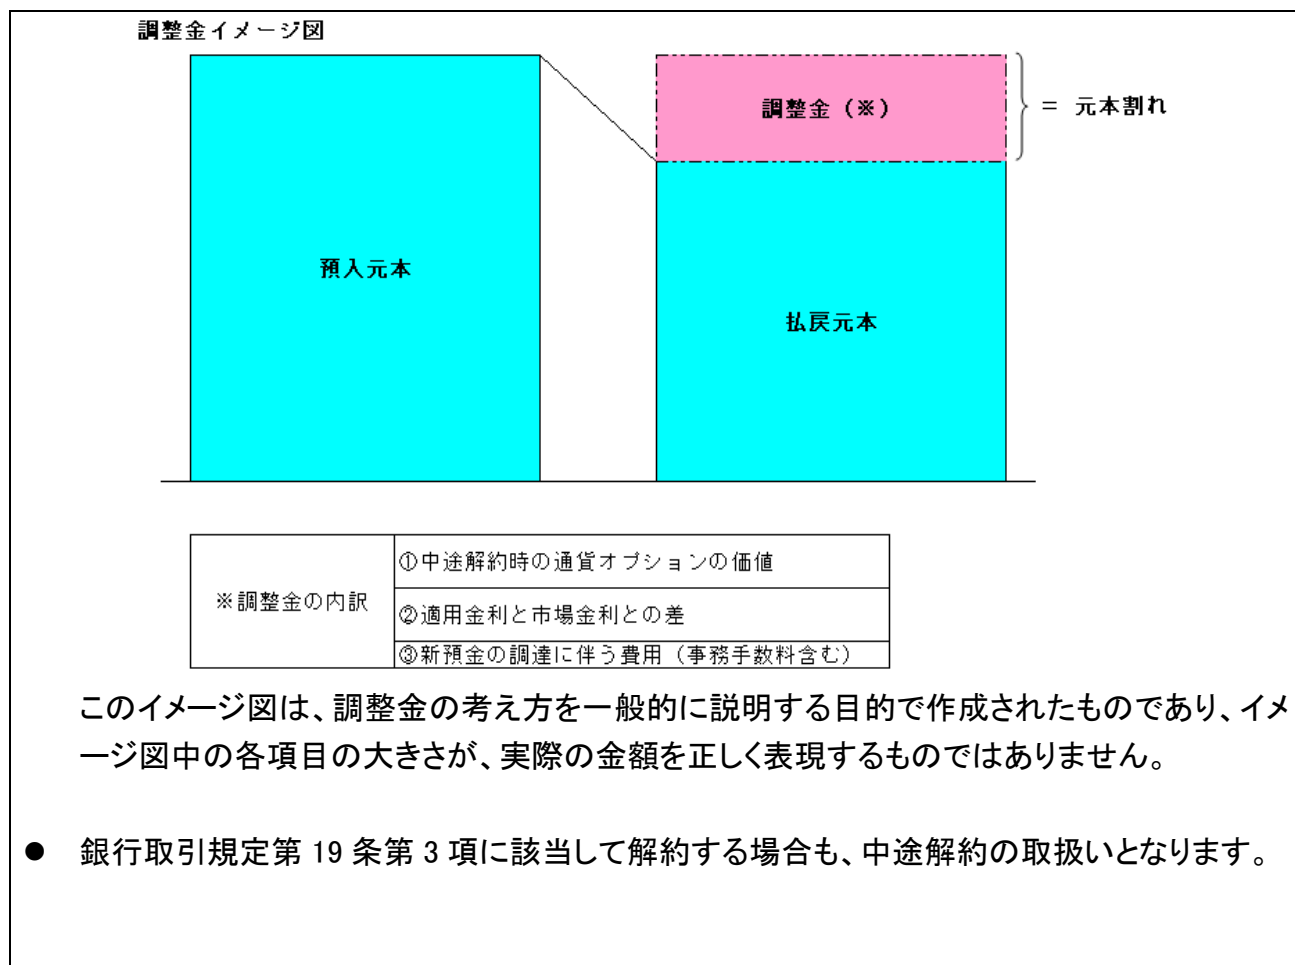 調整金イメージ図
調整金（※）
= 元本割れ
預入元本
払戻元本
※調整金の内訳
①中途解約時の通貨オプションの価値
②適用金利と市場金利との差
③新預金の調達に伴う費用（事務手数料含む）
このイメージ図は、調整金の考え方を一般的に説明する目的で作成されたものであり、イメ
ージ図中の各項目の大きさが、実際の金額を正しく表現するものではありません。
● 銀行取引規定第 19 条第 3 項に該当して解約する場合も、中途解約の取扱いとなります。